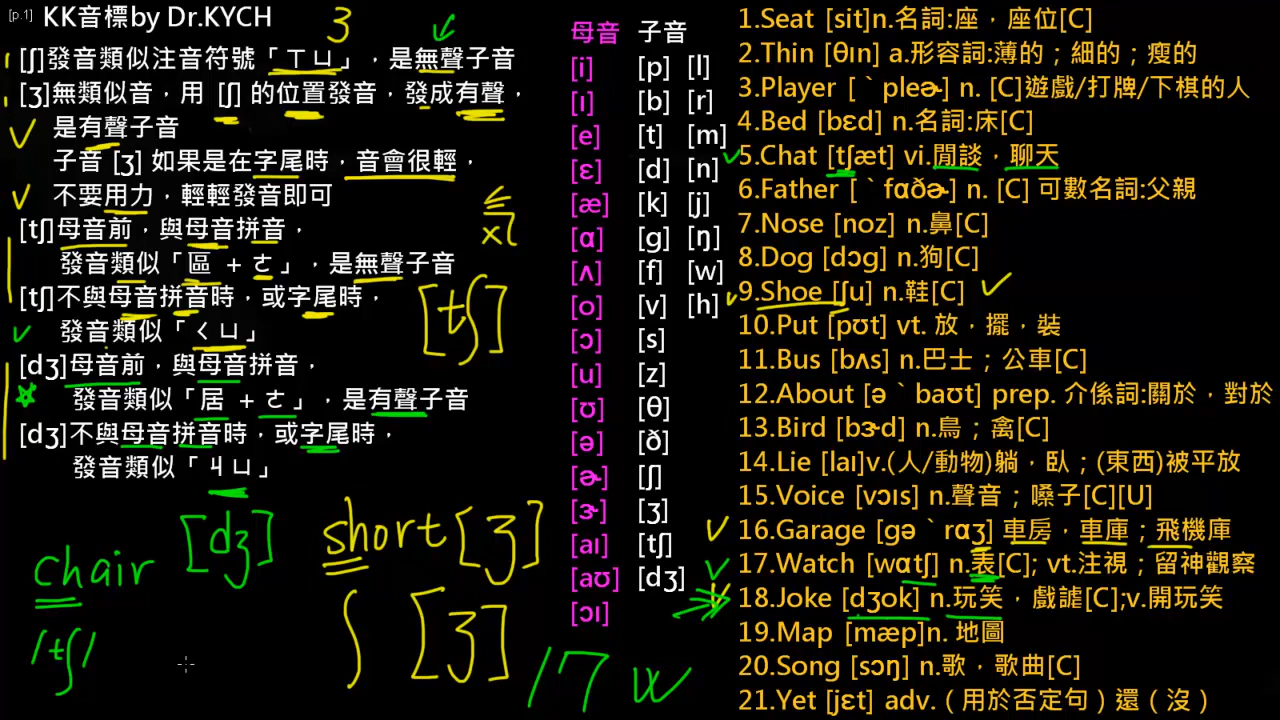 [p.1] KK音標by Dr.KYCH
3
[ʃ]發音類似注音符號「ㄒㄩ」，是無聲子音
[ʒ]無類似音，用 [ʃ] 的位置發音，發成有聲，
是有聲子音
子音 [ʒ] 如果是在字尾時，音會很輕，
不要用力，輕輕發音即可
[tʃ]母音前，與母音拼音，
發音類似「區 + ㄜ」，是無聲子音
[tʃ]不與母音拼音時，或字尾時，
發音類似「ㄑㄩ」
[dʒ]母音前，與母音拼音，
發音類似「居 + ㄜ」，是有聲子音
[dʒ]不與母音拼音時，或字尾時，
發音類似「ㄐㄩ」
[tʃ]
[dʒ]
short [ʒ]
chair
/tʃ/
ʃ [ʒ]
17 w
母音 子音
[i] [p] [l]
[ɪ] [b] [r]
[e] [t] [m]
[ɛ] [d] [n]
[æ] [k] [j]
[ɑ] [g] [ŋ]
[ʌ] [f] [w]
[o] [v] [h]
[ɔ] [s]
[u] [z]
[ʊ] [θ]
[ə] [ð]
[ɚ] [ʃ]
[ɝ] [ʒ]
[aɪ] [tʃ]
[aʊ] [dʒ]
[ɔɪ]
1.Seat [sit]n.名詞:座，座位[C]
2.Thin [θɪn] a.形容詞:薄的；細的；瘦的
3.Player [ˋpleɚ] n. [C]遊戲/打牌/下棋的人
4.Bed [bɛd] n.名詞:床[C]
5.Chat [tʃæt] vi.閒談，聊天
6.Father [ˋfɑðɚ] n. [C] 可數名詞:父親
7.Nose [noz] n.鼻[C]
8.Dog [dɔg] n.狗[C]
9.Shoe [ʃu] n.鞋[C]
10.Put [pʊt] vt. 放，擺，裝
11.Bus [bʌs] n.巴士；公車[C]
12.About [əˋbaʊt] prep. 介係詞:關於，對於
13.Bird [bɝd] n.鳥；禽[C]
14.Lie [laɪ]v.(人/動物)躺，臥；(東西)被平放
15.Voice [vɔɪs] n.聲音；嗓子[C][U]
16.Garage [gəˋrɑʒ] 車房，車庫；飛機庫
17.Watch [wɑtʃ] n.表[C]; vt.注視；留神觀察
18.Joke [dʒok] n.玩笑，戲謔[C];v.開玩笑
19.Map [mæp]n. 地圖
20.Song [sɔŋ] n.歌，歌曲[C]
21.Yet [jɛt] adv.（用於否定句）還（沒）